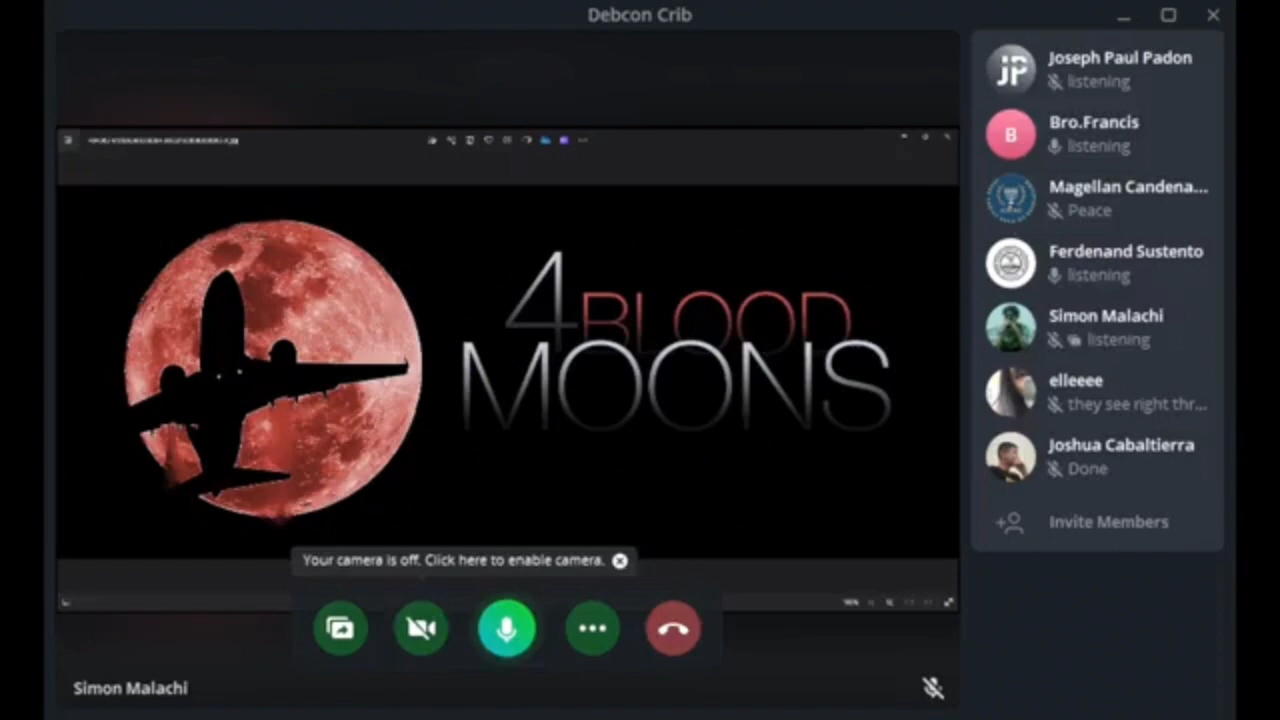 Debcon Crib
Joseph Paul Padon
listening
B
Bro.Francis
listening
Magellan Candena...
Peace
Ferdenand Sustento
listening
Simon Malachi
listening
elleeee
they see right thr...
Joshua Cabaltierra
Done
Invite Members
4 BLOOD
MOONS
Your camera is off. Click here to enable camera.
Simon Malachi
JP